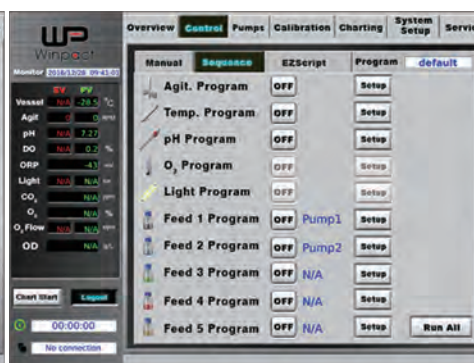 WP
Winpact
Monitor 2016/12/28 09:41:01
SV PV
Vessel N/A -28.5 °C
Agit 0 0 RPM
pH N/A 7.27
DO N/A 0.2 %
ORP -43 mv
Light N/A N/A
CO₂ N/A
O₂ N/A %
O₂ Flow N/A N/A
OD N/A
Chart Start Logout
00:00:00
No connection
Overview Control Pumps Calibration Charting System Setup Servi
Manual Sequence EZScript Program default
Agit. Program OFF Setup
Temp. Program OFF Setup
pH Program OFF Setup
O₂ Program OFF Setup
Light Program OFF Setup
Feed 1 Program OFF Pump1 Setup
Feed 2 Program OFF Pump2 Setup
Feed 3 Program OFF N/A Setup
Feed 4 Program OFF N/A Setup
Feed 5 Program OFF N/A Setup Run All